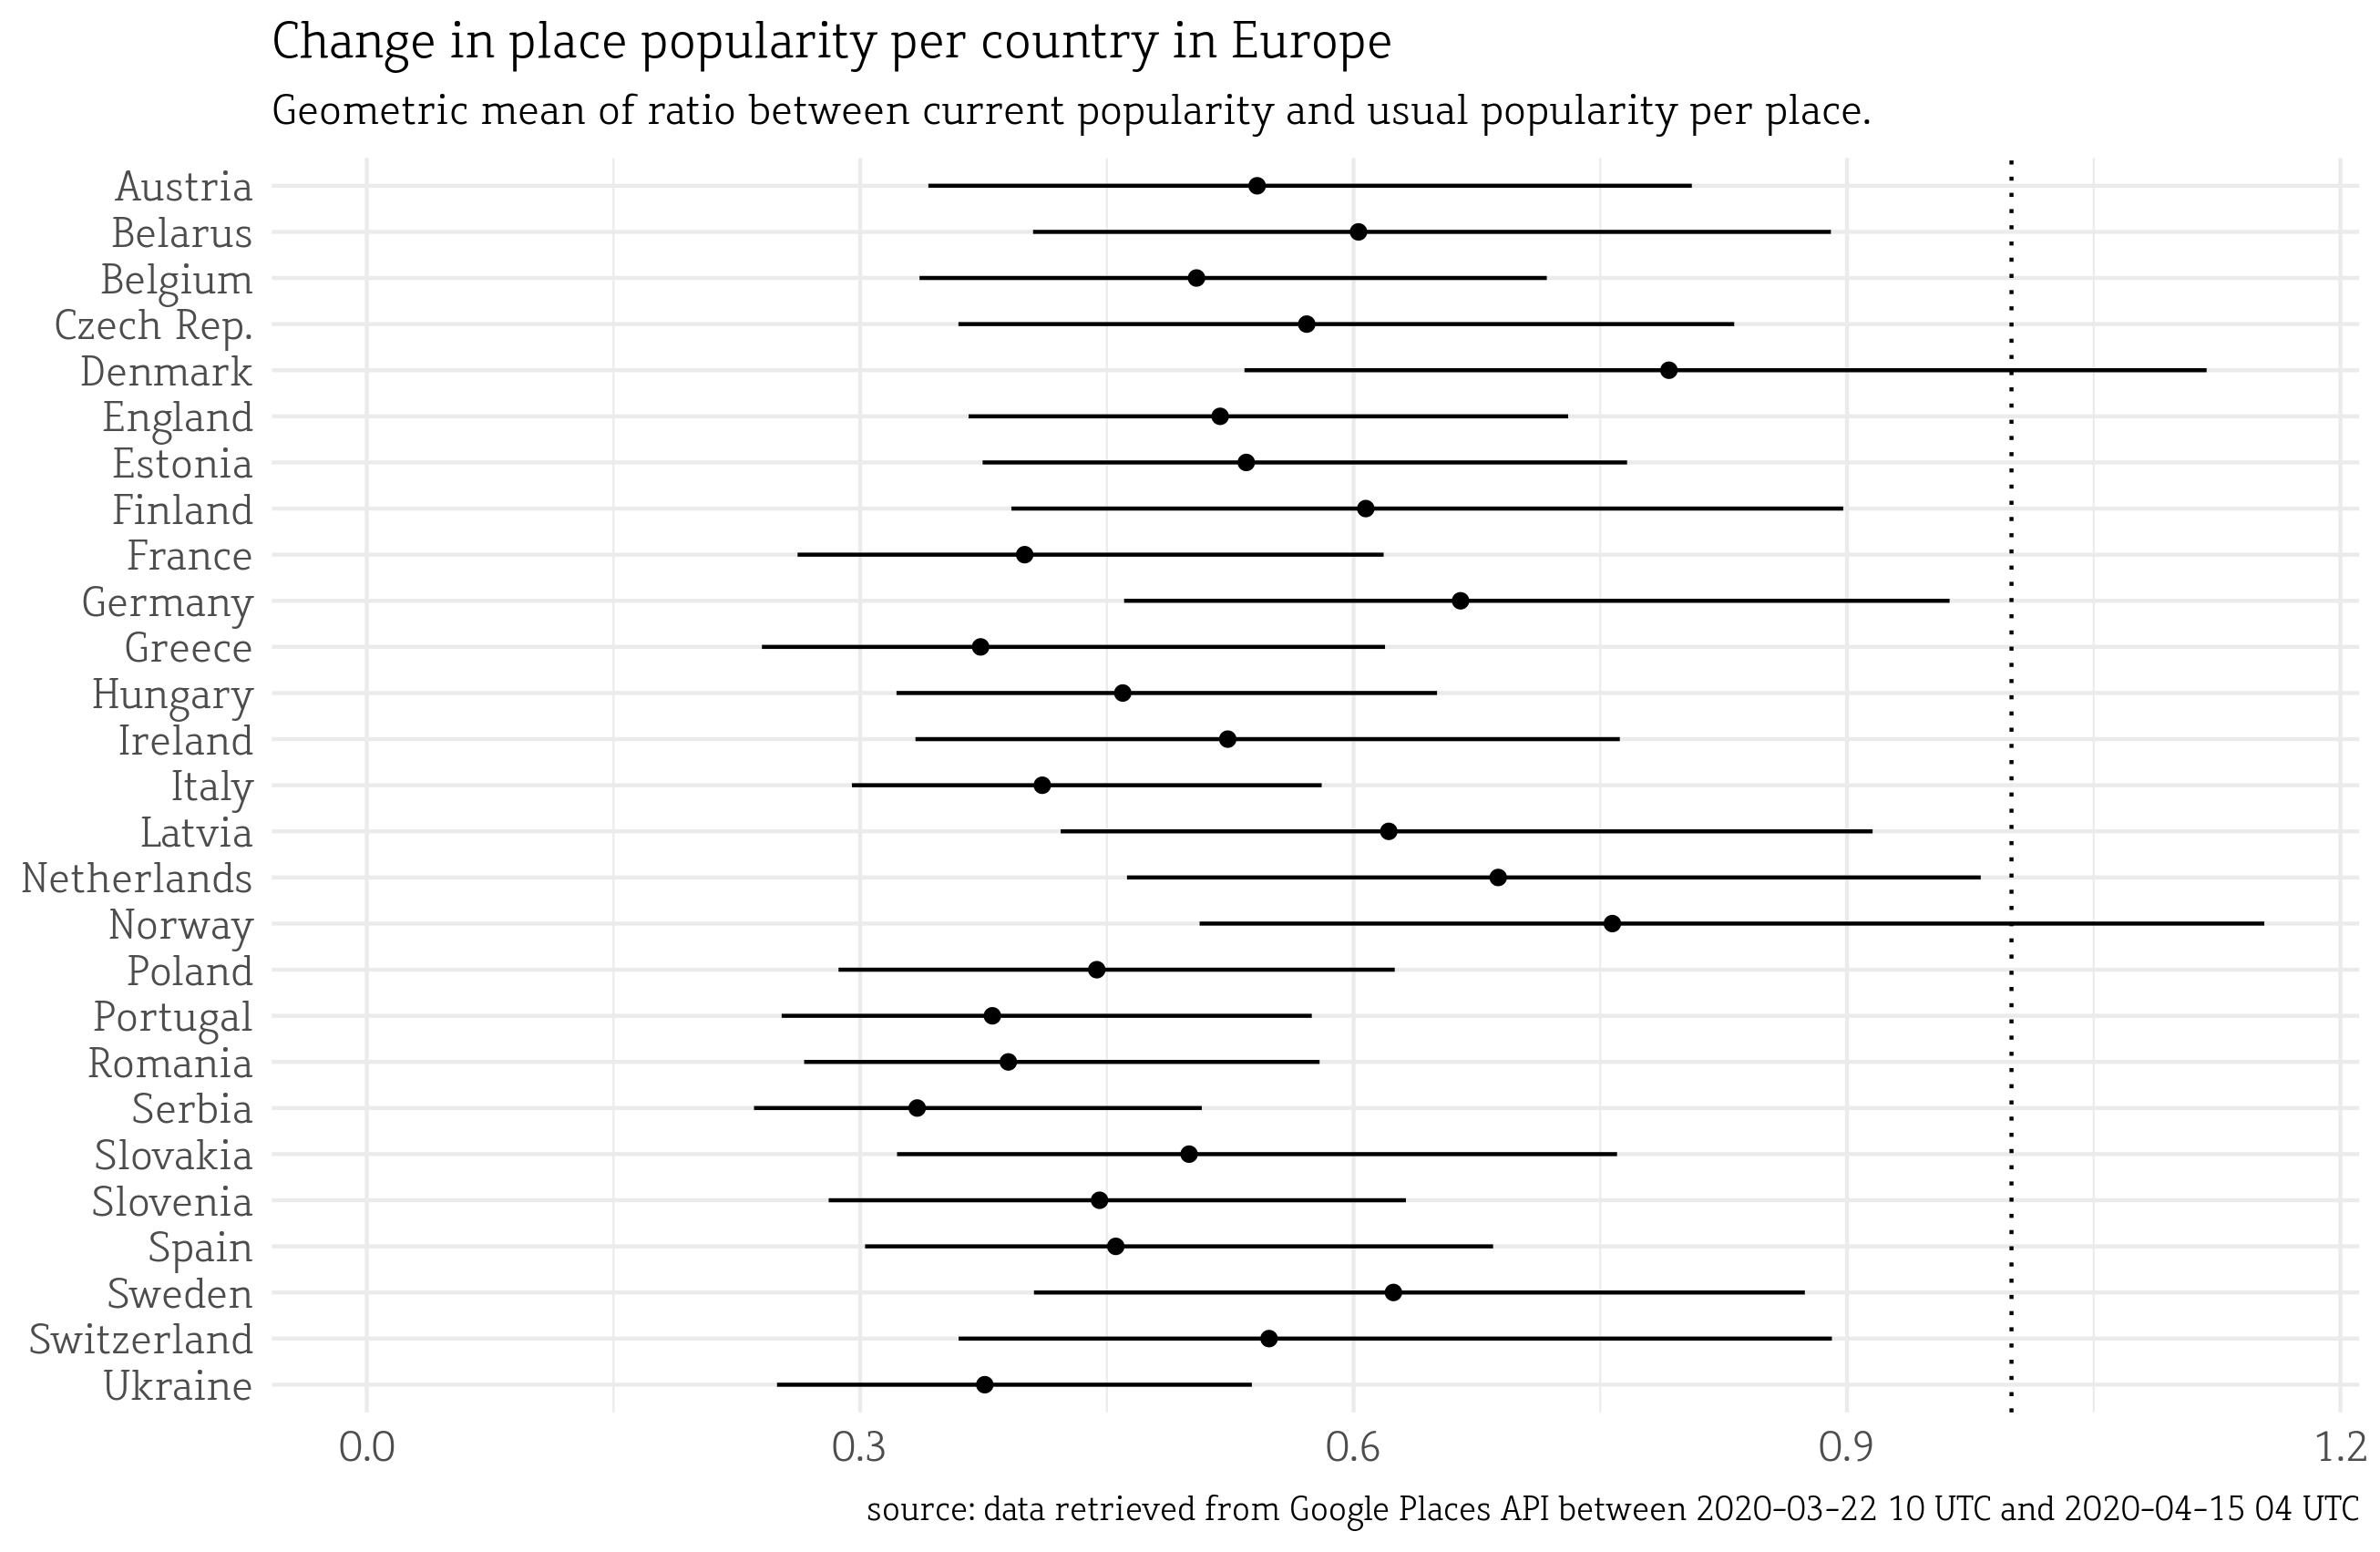 Change in place popularity per country in Europe
Geometric mean of ratio between current popularity and usual popularity per place.
Austria
Belarus
Belgium
Czech Rep.
Denmark
England
Estonia
Finland
France
Germany
Greece
Hungary
Ireland
Italy
Latvia
Netherlands
Norway
Poland
Portugal
Romania
Serbia
Slovakia
Slovenia
Spain
Sweden
Switzerland
Ukraine
0.0 0.3 0.6 0.9 1.2
source: data retrieved from Google Places API between 2020-03-22 10 UTC and 2020-04-15 04 UTC